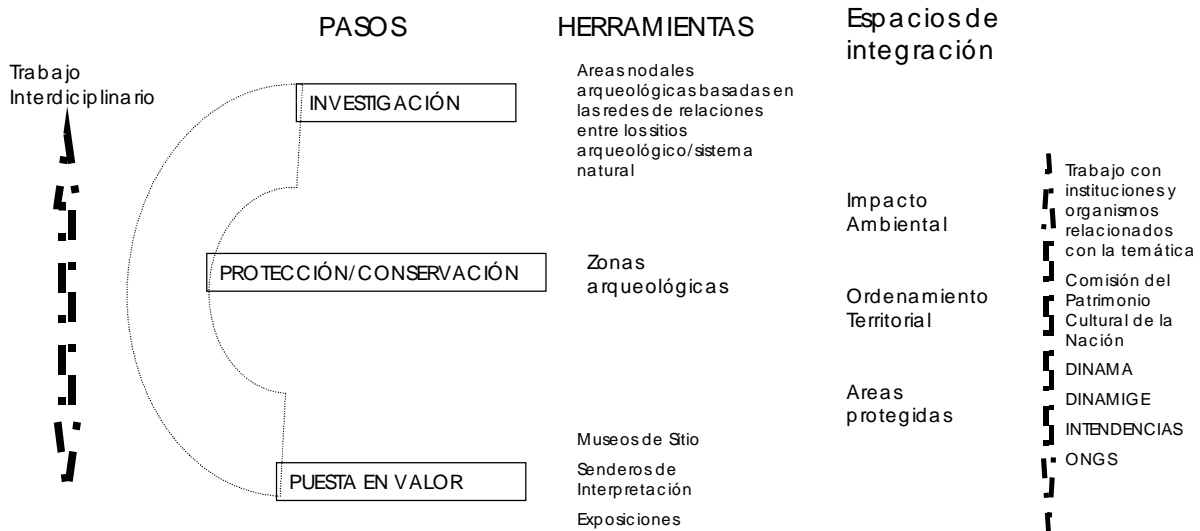 PASOS
HERRAMIENTAS
Espacios de
integración
Trabajo
Interdiciplinario
INVESTIGACIÓN
Areas nodales
arqueológicas basadas en
las redes de relaciones
entre los sitios
arqueológico/sistema
natural
PROTECCIÓN/CONSERVACIÓN
Zonas
arqueológicas
PUESTA EN VALOR
Museos de Sitio
Senderos de
Interpretación
Exposiciones
Impacto
Ambiental
Ordenamiento
Territorial
Areas
protegidas
Trabajo con
instituciones y
organismos
relacionados
con la temática
Comisión del
Patrimonio
Cultural de la
Nación
DINAMA
DINAMIGE
INTENDENCIAS
ONGS